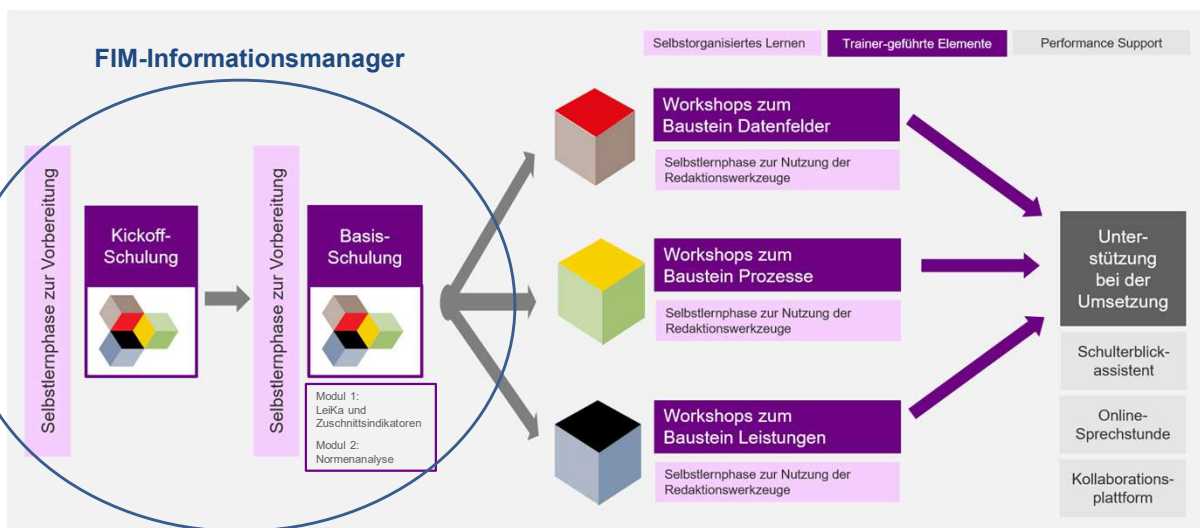 FIM-Informationsmanager
Selbstorganisiertes Lernen
Trainer-geführte Elemente
Performance Support
Selbstlernphase zur Vorbereitung
Kickoff-
Schulung
Selbstlernphase zur Vorbereitung
Basis-
Schulung
Modul 1:
LeiKa und
Zuschnittsindikatoren
Modul 2:
Normenanalyse
Workshops zum
Baustein Datenfelder
Selbstlernphase zur Nutzung der
Redaktionswerkzeuge
Workshops zum
Baustein Prozesse
Selbstlernphase zur Nutzung der
Redaktionswerkzeuge
Workshops zum
Baustein Leistungen
Selbstlernphase zur Nutzung der
Redaktionswerkzeuge
Unter-
stützung
bei der
Umsetzung
Schulterblick-
assistent
Online-
Sprechstunde
Kollaborations-
plattform